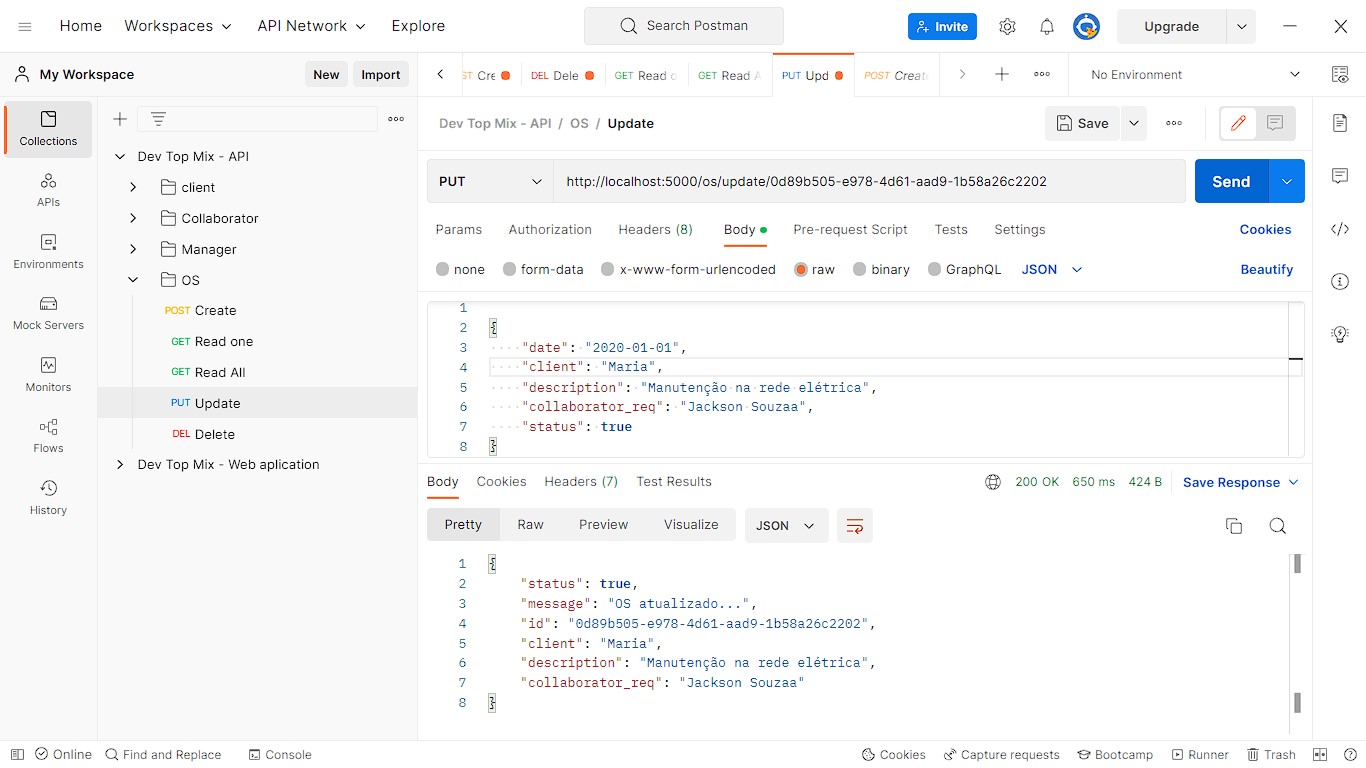 Home Workspaces API Network Explore Search Postman Invite Upgrade
My Workspace New Import
DEL Dele GET Read GET Read PUT Upd POST Create No Environment
Collections
APIs
Environments
Mock Servers
Monitors
Flows
History
Dev Top Mix - API
client
Collaborator
Manager
OS
POST Create
GET Read one
GET Read All
PUT Update
DEL Delete
Dev Top Mix - Web aplication
Dev Top Mix - API / OS / Update Save
PUT http://localhost:5000/os/update/0d89b505-e978-4d61-aad9-1b58a26c2202 Send
Params Authorization Headers (8) Body Pre-request Script Tests Settings Cookies
none form-data x-www-form-urlencoded raw binary GraphQL JSON Beautify
1
2 {
3 "date": "2020-01-01",
4 "client": "Maria",
5 "description": "Manutenção na rede elétrica",
6 "collaborator_req": "Jackson Souzaa",
7 "status": true
8 }
Body Cookies Headers (7) Test Results 200 OK 650 ms 424 B Save Response
Pretty Raw Preview Visualize JSON
1 {
2 "status": true,
3 "message": "OS atualizado...",
4 "id": "0d89b505-e978-4d61-aad9-1b58a26c2202",
5 "client": "Maria",
6 "description": "Manutenção na rede elétrica",
7 "collaborator_req": "Jackson Souzaa"
8 }
Online Find and Replace Console Cookies Capture requests Bootcamp Runner Trash